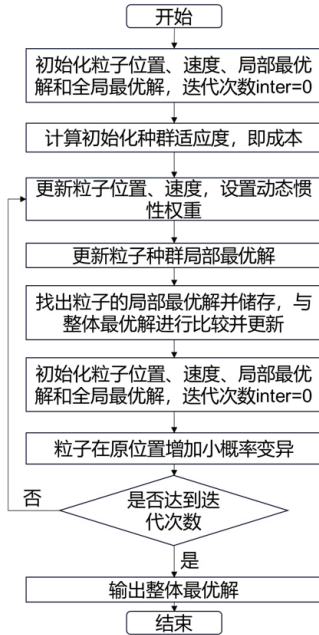 开始
初始化粒子位置、速度、局部最优
解和全局最优解，迭代次数inter=0
计算初始化种群适应度，即成本
更新粒子位置、速度，设置动态惯
性权重
更新粒子种群局部最优解
找出粒子的局部最优解并储存，与
整体最优解进行比较并更新
初始化粒子位置、速度、局部最优
解和全局最优解，迭代次数inter=0
粒子在原位置增加小概率变异
否
是否达到迭
代次数
是
输出整体最优解
结束